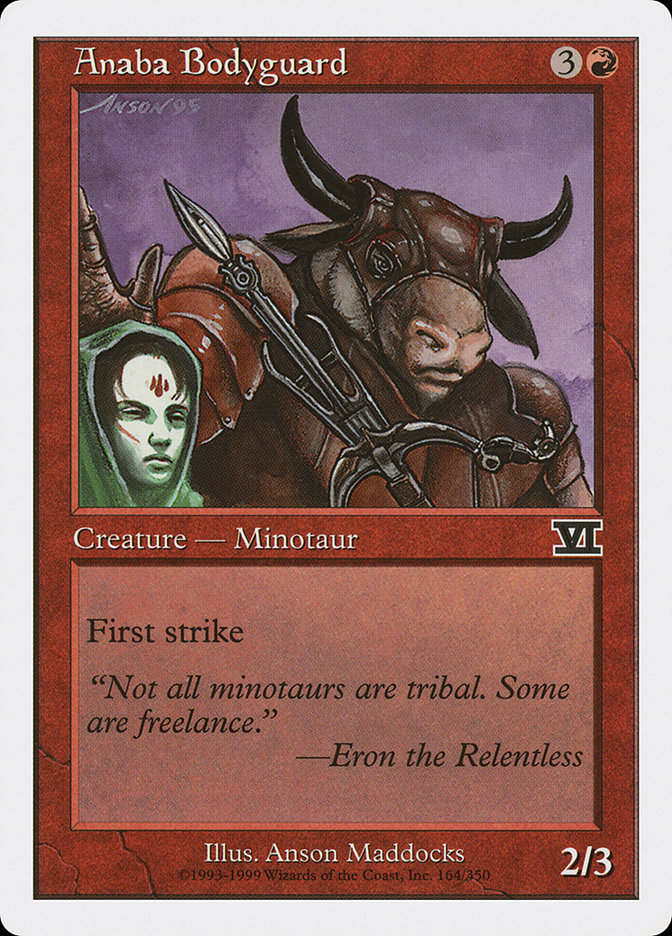 Anaba Bodyguard 3
ANSON 95
Creature — Minotaur VI
First strike
“Not all minotaurs are tribal. Some
are freelance.”
—Eron the Relentless
Illus. Anson Maddocks
©1993-1999 Wizards of the Coast, Inc. 164/350
2/3